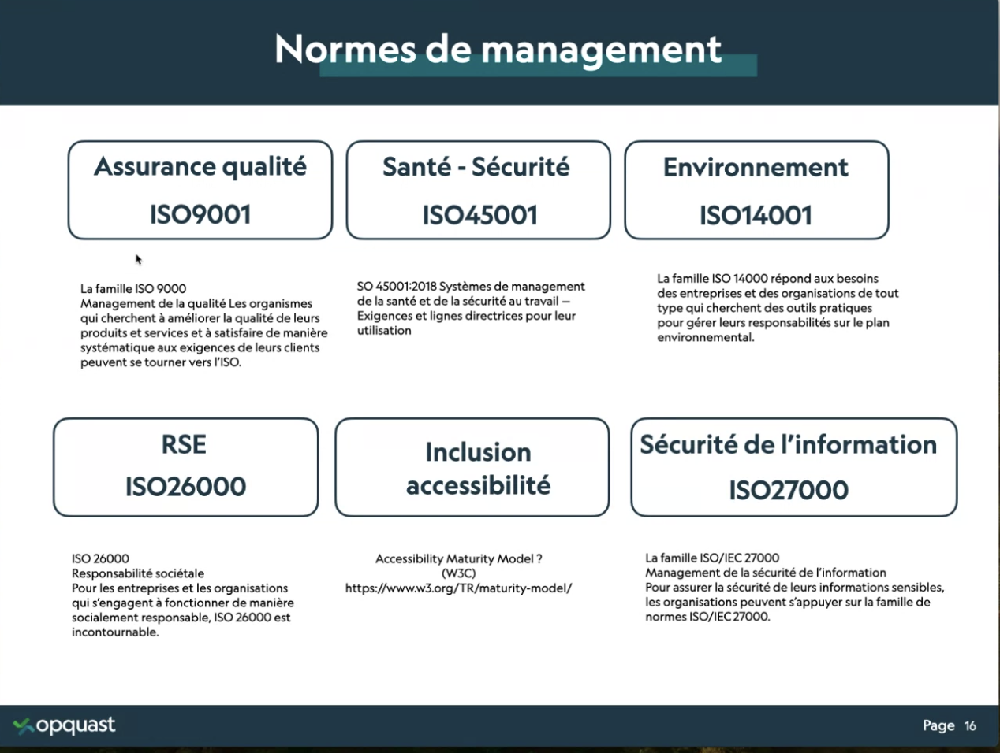 Normes de management
Assurance qualité
ISO9001
Santé - Sécurité
ISO45001
Environnement
ISO14001
La famille ISO 9000
Management de la qualité Les organismes
qui cherchent à améliorer la qualité de leurs
produits et services et à satisfaire de manière
systématique aux exigences de leurs clients
peuvent se tourner vers l'ISO.
SO 45001:2018 Systèmes de management
de la santé et de la sécurité au travail —
Exigences et lignes directrices pour leur
utilisation
La famille ISO 14000 répond aux besoins
des entreprises et des organisations de tout
type qui cherchent des outils pratiques
pour gérer leurs responsabilités sur le plan
environnemental.
RSE
ISO26000
Inclusion
accessibilité
Sécurité de l'information
ISO27000
ISO 26000
Responsabilité sociétale
Pour les entreprises et les organisations
qui s'engagent à fonctionner de manière
socialement responsable, ISO 26000 est
incontournable.
Accessibility Maturity Model ?
(W3C)
https://www.w3.org/TR/maturity-model/
La famille ISO/IEC 27000
Management de la sécurité de l'information
Pour assurer la sécurité de leurs informations sensibles,
les organisations peuvent s'appuyer sur la famille de
normes ISO/IEC 27000.
opquast
Page 16